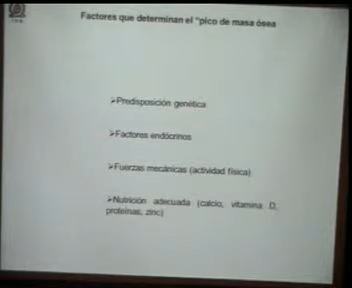 Factores que determinan el "pico de masa ósea
➢Predisposición genética
➢Factores endócrinos
➢Fuerzas mecánicas (actividad física)
➢Nutrición adecuada (calcio, vitamina D,
proteínas, zinc)